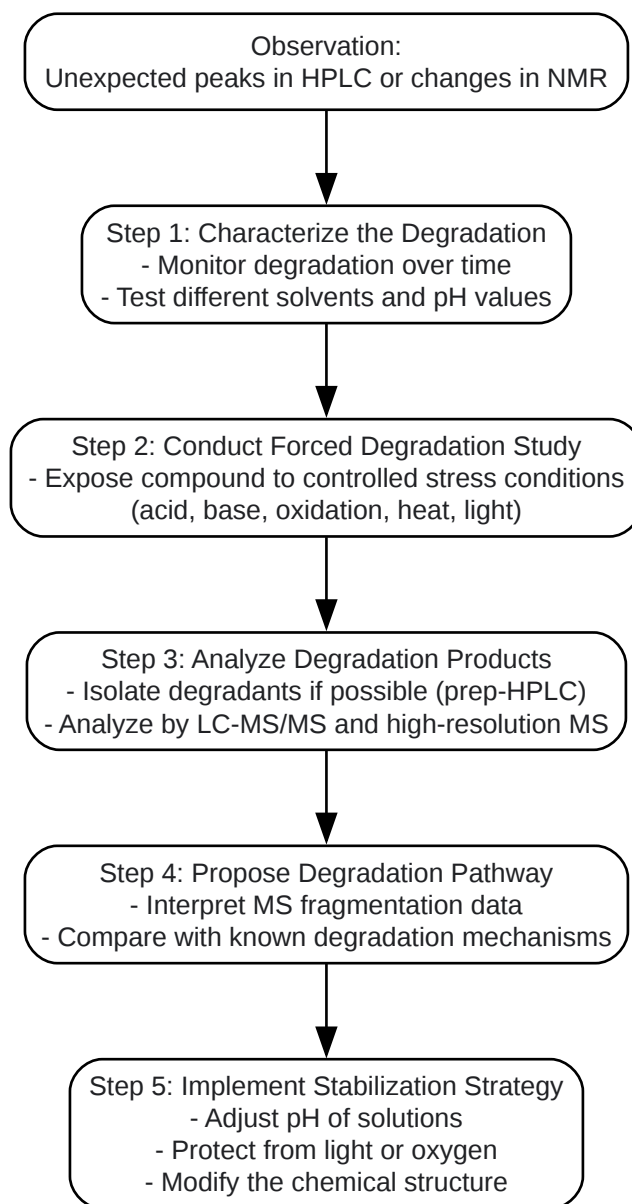 Observation:
Unexpected peaks in HPLC or changes in NMR
Step 1: Characterize the Degradation
- Monitor degradation over time
- Test different solvents and pH values
Step 2: Conduct Forced Degradation Study
- Expose compound to controlled stress conditions
(acid, base, oxidation, heat, light)
Step 3: Analyze Degradation Products
- Isolate degradants if possible (prep-HPLC)
- Analyze by LC-MS/MS and high-resolution MS
Step 4: Propose Degradation Pathway
- Interpret MS fragmentation data
- Compare with known degradation mechanisms
Step 5: Implement Stabilization Strategy
- Adjust pH of solutions
- Protect from light or oxygen
- Modify the chemical structure